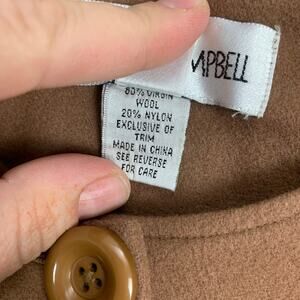 MPBELL
80% VIRGIN
WOOL
20% NYLON
EXCLUSIVE OF
TRIM
MADE IN CHINA
SEE REVERSE
FOR CARE